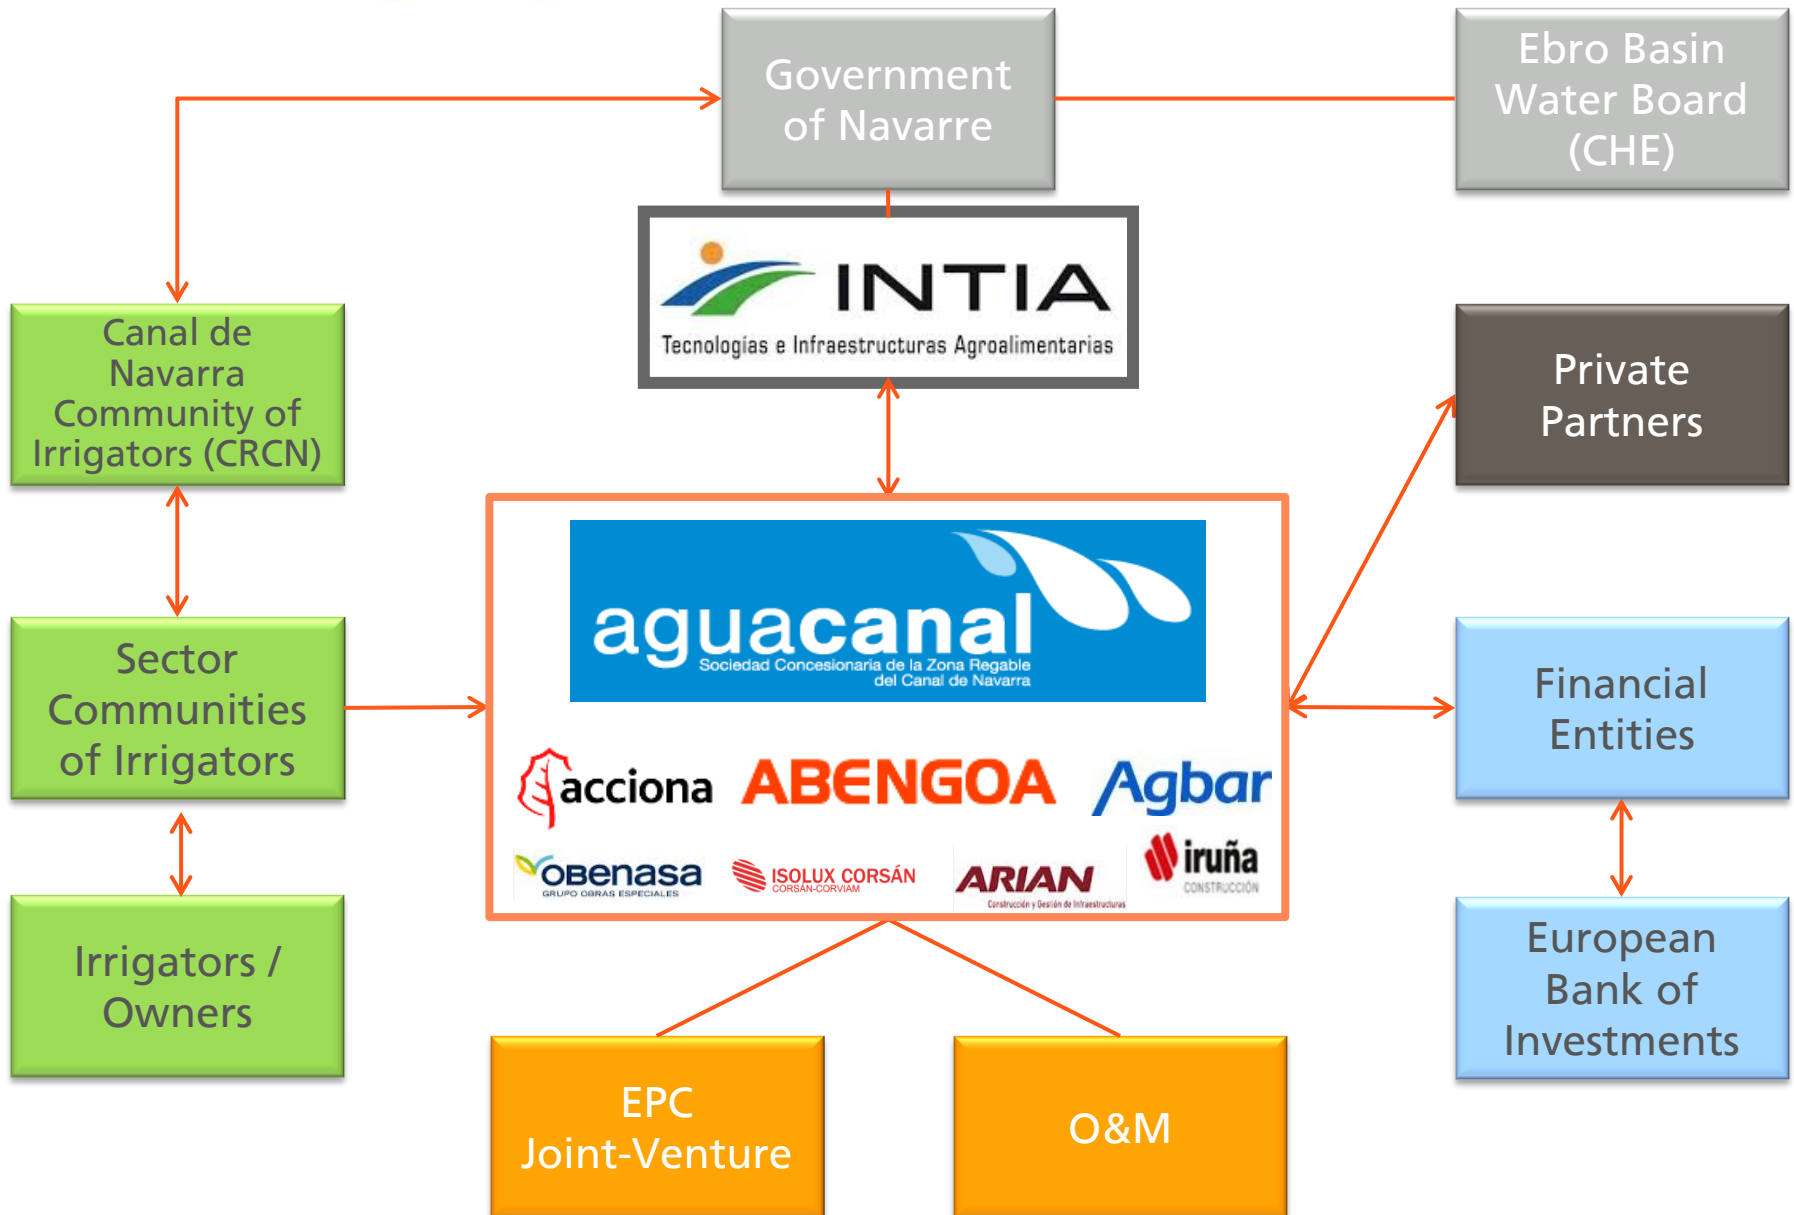 Government
of Navarre
Ebro Basin
Water Board
(CHE)
INTIA
Tecnologías e Infraestructuras Agroalimentarias
Canal de
Navarra
Community of
Irrigators (CRCN)
Private
Partners
aguacanal
Sociedad Concesionaria de la Zona Regable
del Canal de Navarra
Sector
Communities
of Irrigators
Financial
Entities
acciona
ABENGOA
Agbar
OBENASA
GRUPO OBRAS ESPECIALES
ISOLUX CORSÁN
CORSÁN-CORVIAM
ARIAN
Construcción y Gestión de Infraestructuras
iruña
CONSTRUCCIÓN
Irrigators /
Owners
European
Bank of
Investments
EPC
Joint-Venture
O&M